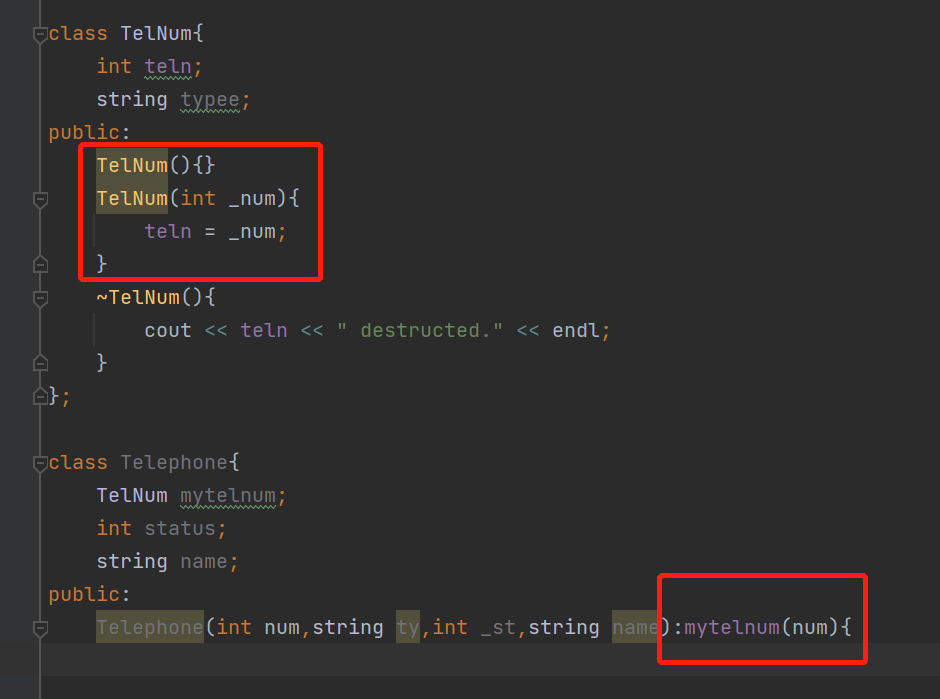 class TelNum{
    int teln;
    string typee;
public:
    TelNum(){}
    TelNum(int _num){
        teln = _num;
    }
    ~TelNum(){
        cout << teln << " destructed." << endl;
    }
};

class Telephone{
    TelNum mytelnum;
    int status;
    string name;
public:
    Telephone(int num,string ty,int _st,string name):mytelnum(num){